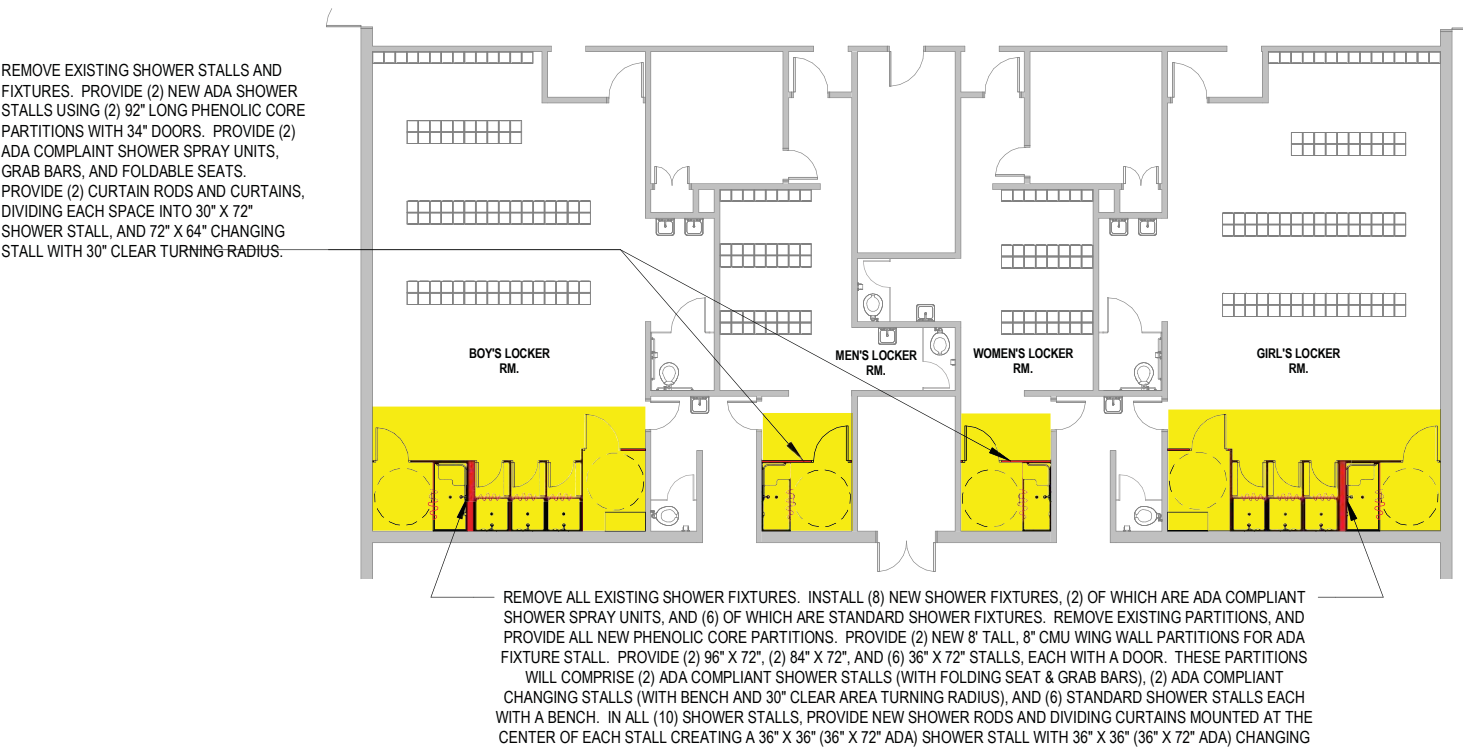 REMOVE EXISTING SHOWER STALLS AND
FIXTURES. PROVIDE (2) NEW ADA SHOWER
STALLS USING (2) 92" LONG PHENOLIC CORE
PARTITIONS WITH 34" DOORS. PROVIDE (2)
ADA COMPLAINT SHOWER SPRAY UNITS,
GRAB BARS, AND FOLDABLE SEATS.
PROVIDE (2) CURTAIN RODS AND CURTAINS,
DIVIDING EACH SPACE INTO 30" X 72"
SHOWER STALL, AND 72" X 64" CHANGING
STALL WITH 30" CLEAR TURNING RADIUS.
BOY'S LOCKER
RM.
MEN'S LOCKER
RM.
WOMEN'S LOCKER
RM.
GIRL'S LOCKER
RM.
REMOVE ALL EXISTING SHOWER FIXTURES. INSTALL (8) NEW SHOWER FIXTURES, (2) OF WHICH ARE ADA COMPLIANT
SHOWER SPRAY UNITS, AND (6) OF WHICH ARE STANDARD SHOWER FIXTURES. REMOVE EXISTING PARTITIONS, AND
PROVIDE ALL NEW PHENOLIC CORE PARTITIONS. PROVIDE (2) NEW 8' TALL, 8" CMU WING WALL PARTITIONS FOR ADA
FIXTURE STALL. PROVIDE (2) 96" X 72", (2) 84" X 72", AND (6) 36" X 72" STALLS, EACH WITH A DOOR. THESE PARTITIONS
WILL COMPRISE (2) ADA COMPLIANT SHOWER STALLS (WITH FOLDING SEAT & GRAB BARS), (2) ADA COMPLIANT
CHANGING STALLS (WITH BENCH AND 30" CLEAR AREA TURNING RADIUS), AND (6) STANDARD SHOWER STALLS EACH
WITH A BENCH. IN ALL (10) SHOWER STALLS, PROVIDE NEW SHOWER RODS AND DIVIDING CURTAINS MOUNTED AT THE
CENTER OF EACH STALL CREATING A 36" X 36" (36" X 72" ADA) SHOWER STALL WITH 36" X 36" (36" X 72" ADA) CHANGING